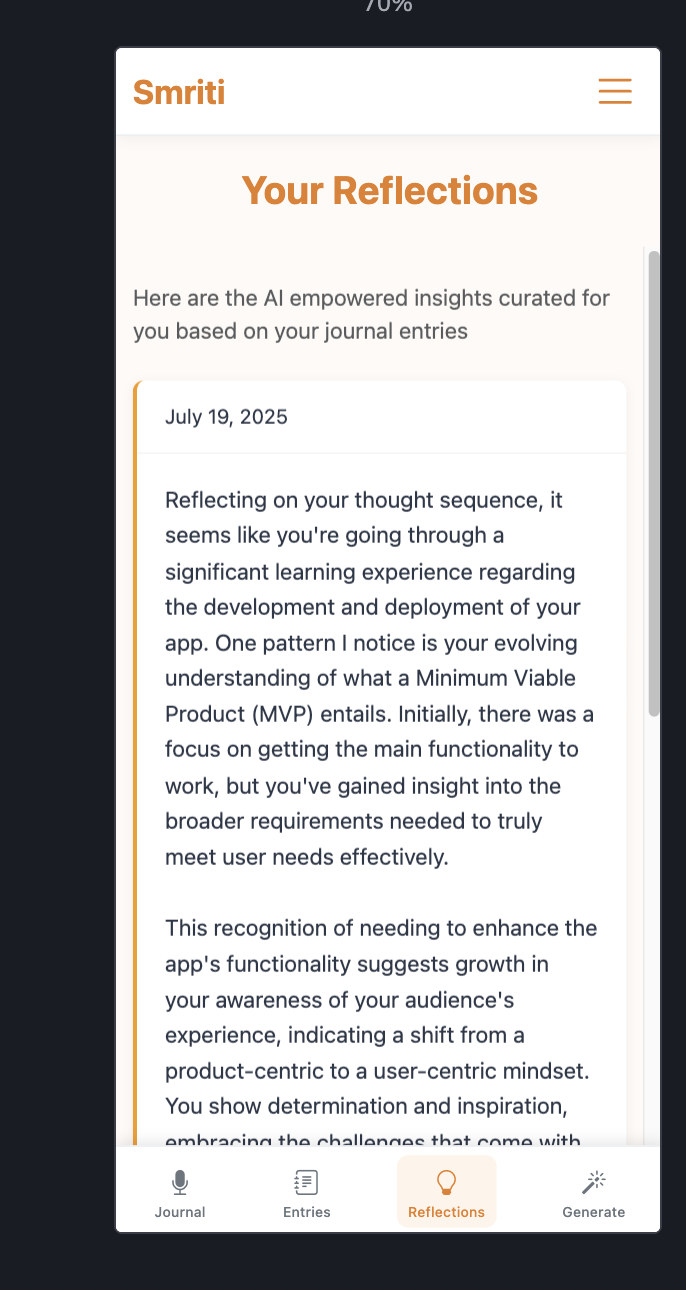 70%
Smriti
Your Reflections
Here are the AI empowered insights curated for
you based on your journal entries
July 19, 2025
Reflecting on your thought sequence, it
seems like you're going through a
significant learning experience regarding
the development and deployment of your
app. One pattern I notice is your evolving
understanding of what a Minimum Viable
Product (MVP) entails. Initially, there was a
focus on getting the main functionality to
work, but you've gained insight into the
broader requirements needed to truly
meet user needs effectively.
This recognition of needing to enhance the
app's functionality suggests growth in
your awareness of your audience's
experience, indicating a shift from a
product-centric to a user-centric mindset.
You show determination and inspiration,
embracing the challenges that come with
Journal
Entries
Reflections
Generate